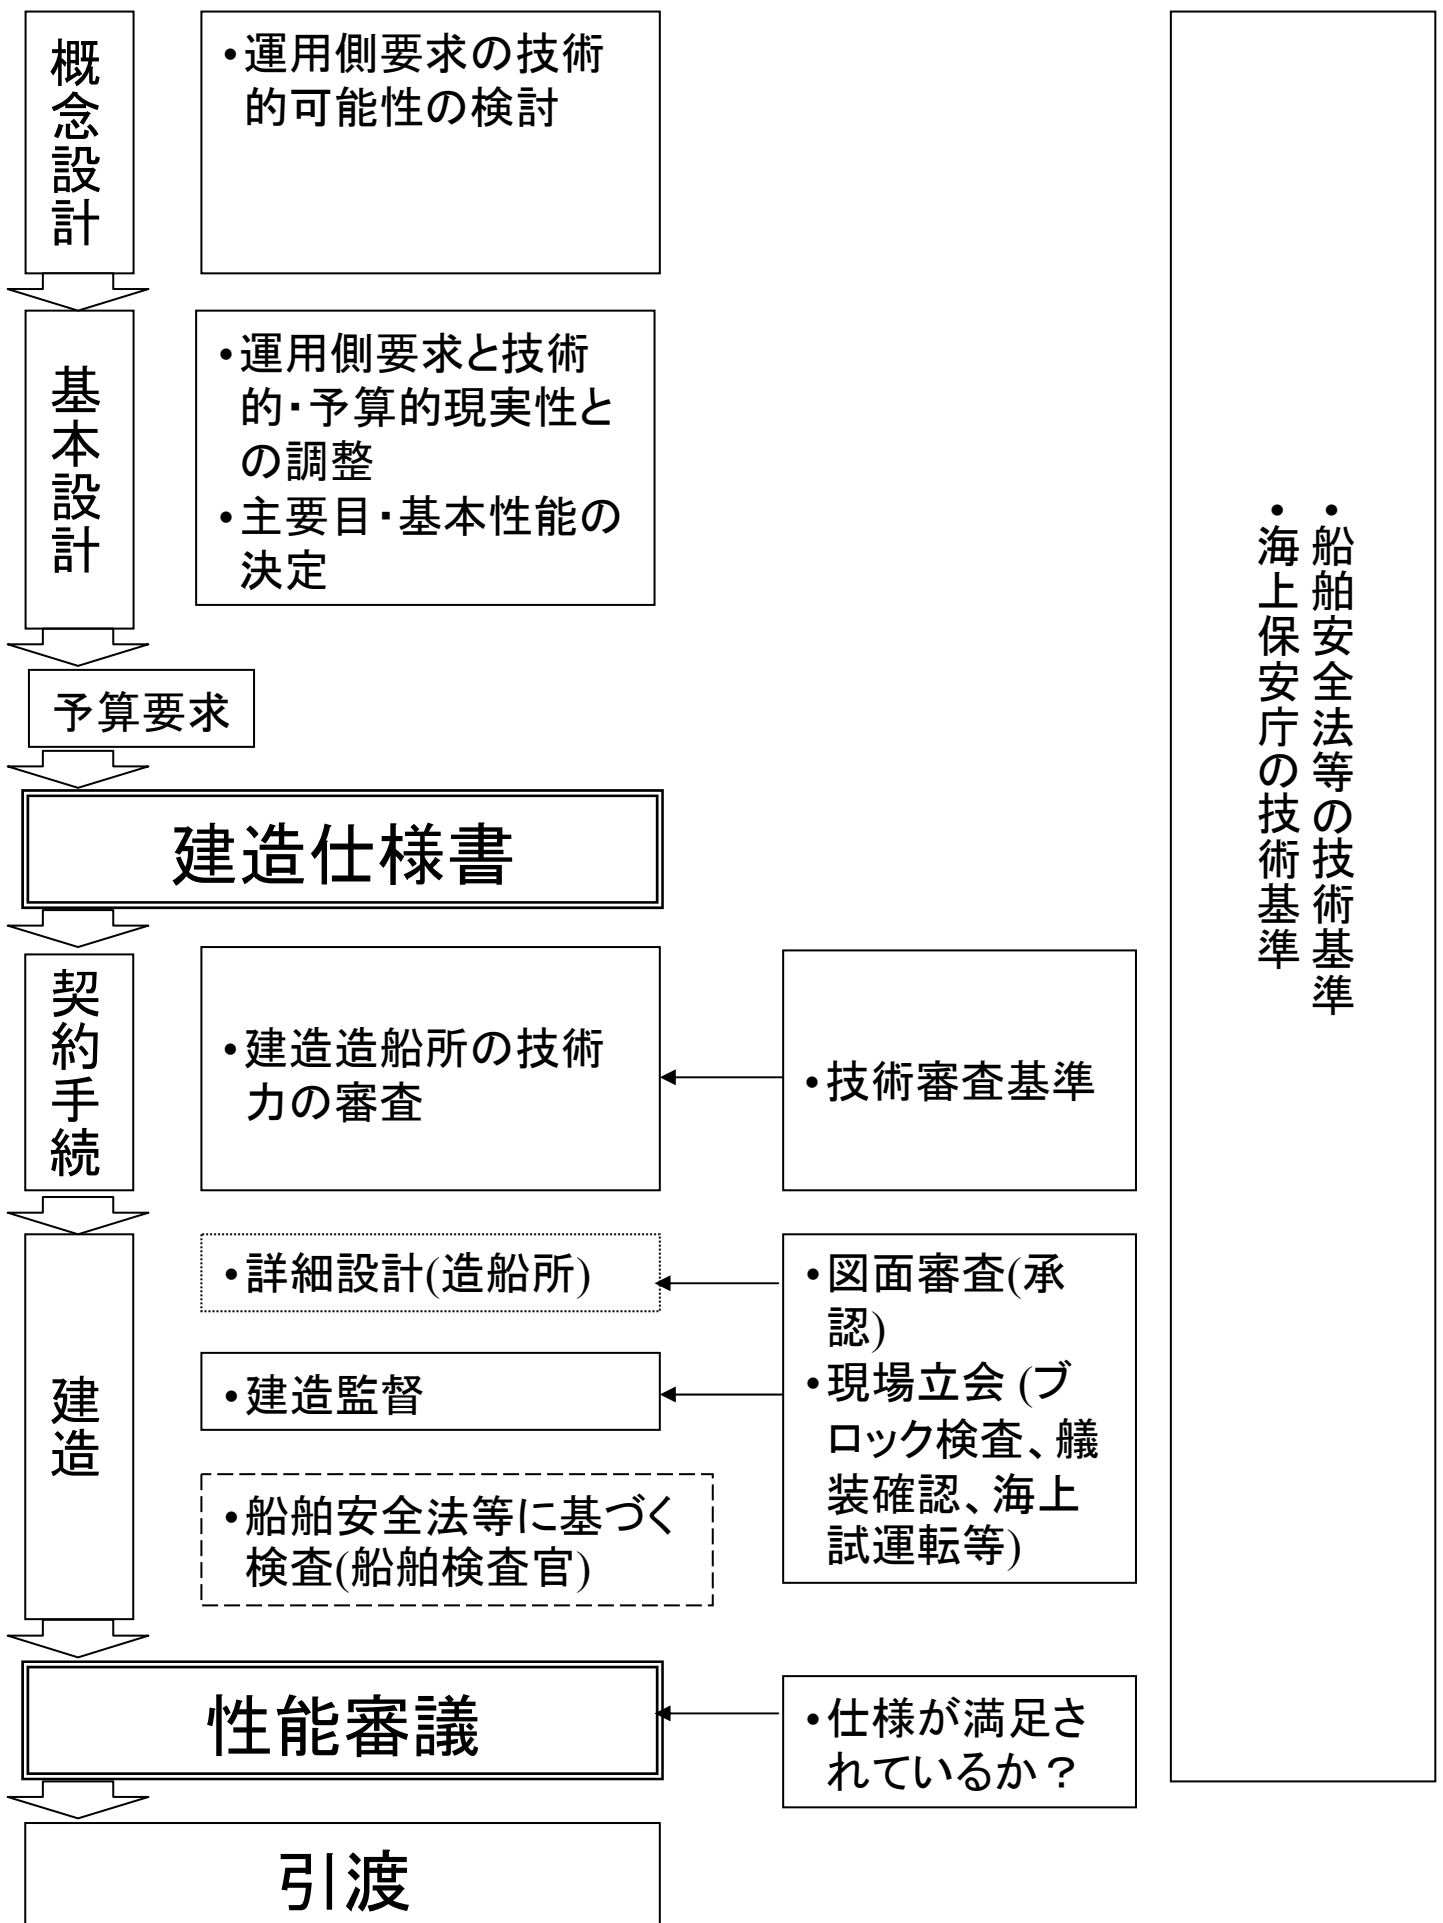 概念設計
•運用側要求の技術
的可能性の検討
基本設計
•運用側要求と技術
的・予算的現実性と
の調整
•主要目・基本性能の
決定
予算要求
建造仕様書
契約手続
•建造造船所の技術
力の審査
•技術審査基準
建造
•詳細設計(造船所)
•建造監督
•船舶安全法等に基づく
検査(船舶検査官)
•図面審査(承
認)
•現場立会 (ブ
ロック検査、艤
装確認、海上
試運転等)
性能審議
•仕様が満足さ
れているか？
引渡
•船舶安全法等の技術基準
•海上保安庁の技術基準